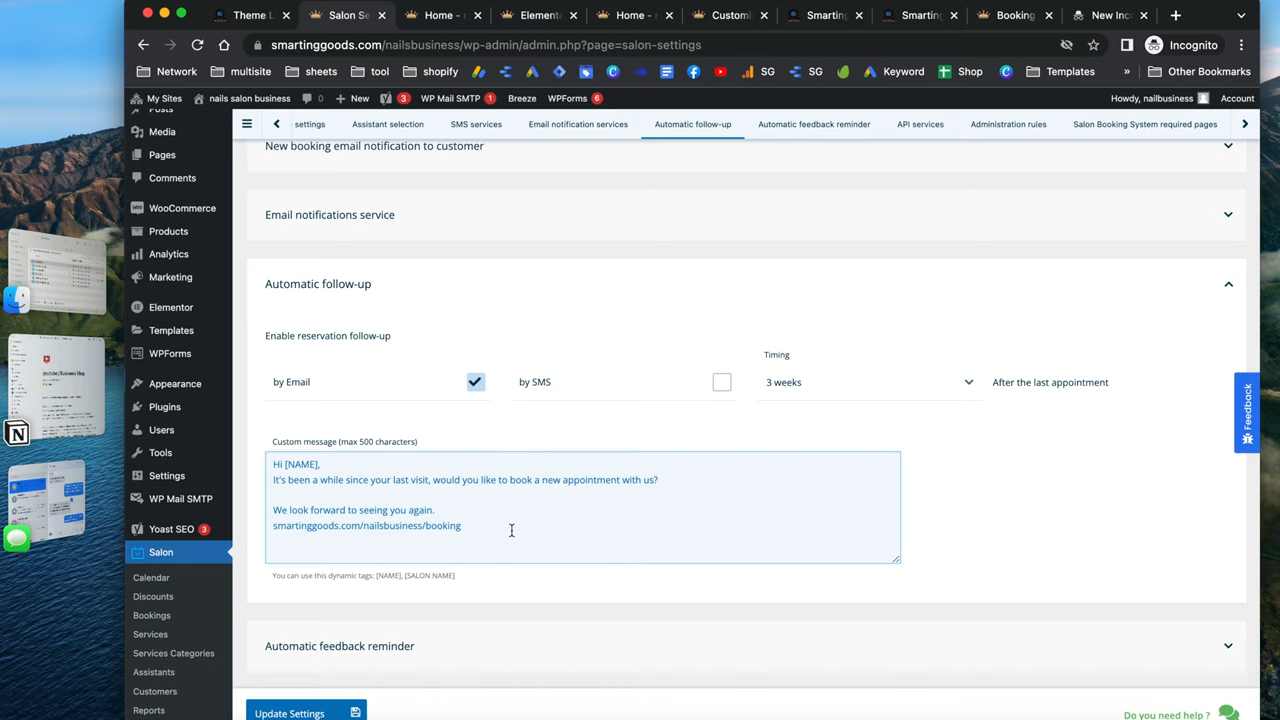 Theme L
Salon Se
Home -
Elemente
Home -
Customi
Smarting
Smarting
Booking
New Inc
smartinggoods.com/nailsbusiness/wp-admin/admin.php?page=salon-settings
Incognito
Network
multisite
sheets
tool
shopify
SG
SG
Keyword
Shop
Templates
»
Other Bookmarks
My Sites
nails salon business
0
New
3
WP Mail SMTP 1
Breeze
WPForms 6
Howdy, nailbusiness
Account
settings
Assistant selection
SMS services
Email notification services
Automatic follow-up
Automatic feedback reminder
API services
Administration rules
Salon Booking System required pages
Posts
Media
Pages
Comments
WooCommerce
Products
Analytics
Marketing
Elementor
Templates
WPForms
Appearance
Plugins
Users
Tools
Settings
WP Mail SMTP
Yoast SEO 3
Salon
Calendar
Discounts
Bookings
Services
Services Categories
Assistants
Customers
Reports
New booking email notification to customer
Email notifications service
Automatic follow-up
Enable reservation follow-up
Timing
by Email
by SMS
3 weeks
After the last appointment
Custom message (max 500 characters)
Hi [NAME],
It's been a while since your last visit, would you like to book a new appointment with us?
We look forward to seeing you again.
smartinggoods.com/nailsbusiness/booking
You can use this dynamic tags: [NAME], [SALON NAME]
Automatic feedback reminder
Update Settings
Do you need help ?
Feedback